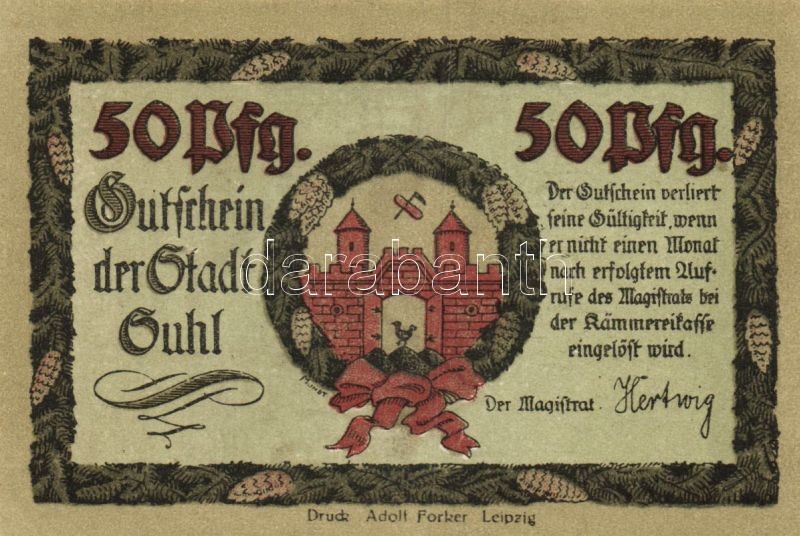 50 Pfg.
50 Pfg.
Gutschein
der Stadt
Suhl
Der Gutschein verliert
seine Gültigkeit, wenn
er nicht einen Monat
nach erfolgtem Auf-
rufe des Magistrats bei
der Kämmereikasse
eingelöst wird.
Der Magistrat. Hertwig
darabanth
Druck Adolf Forker Leipzig